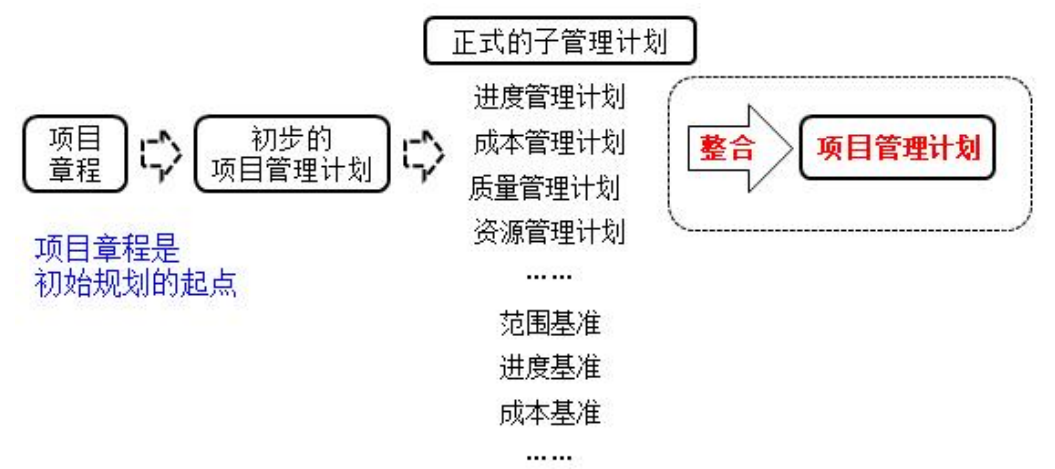 正式的子管理计划
项目
章程
初步的
项目管理计划
进度管理计划
成本管理计划
质量管理计划
资源管理计划
……
范围基准
进度基准
成本基准
……
整合
项目管理计划
项目章程是
初始规划的起点